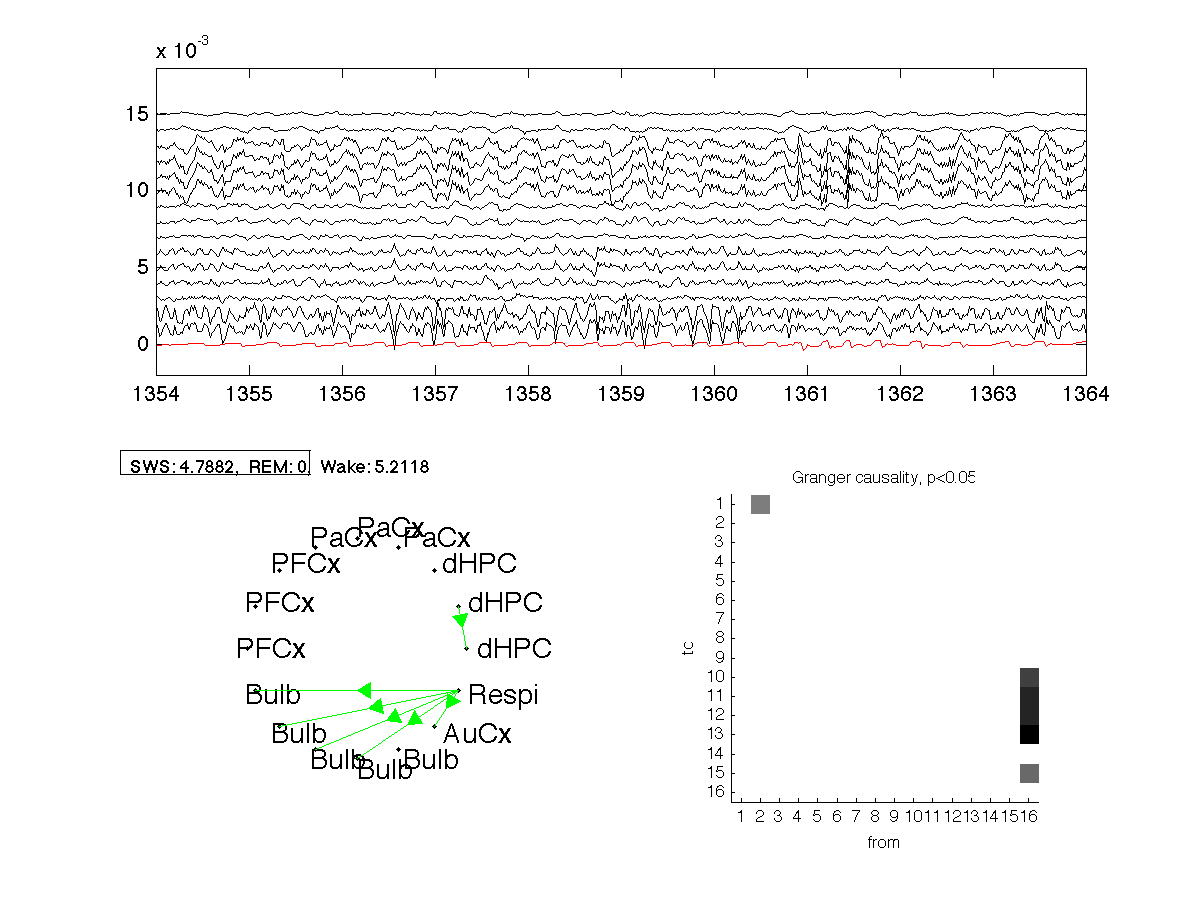 x 10-3
15
10
5
0
1354 1355 1356 1357 1358 1359 1360 1361 1362 1363 1364
SWS:4.7882, REM:0, Wake:5.2118
PaCx
PaCx PaCx
PFCx dHPC
PFCx dHPC
PFCx dHPC
Bulb Respi
Bulb AuCx
Bulb Bulb
Bulb
Granger causality, p<0.05
to
1
2
3
4
5
6
7
8
9
10
11
12
13
14
15
16
1 2 3 4 5 6 7 8 9 10 11 12 13 14 15 16
from